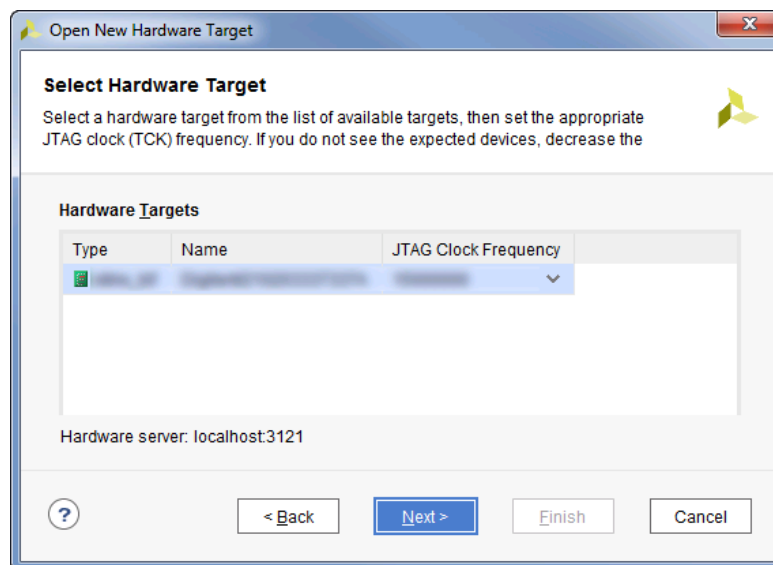 Open New Hardware Target
X
Select Hardware Target
Select a hardware target from the list of available targets, then set the appropriate
JTAG clock (TCK) frequency. If you do not see the expected devices, decrease the
Hardware Targets
Type Name JTAG Clock Frequency
Hardware server: localhost:3121
? < Back Next > Finish Cancel